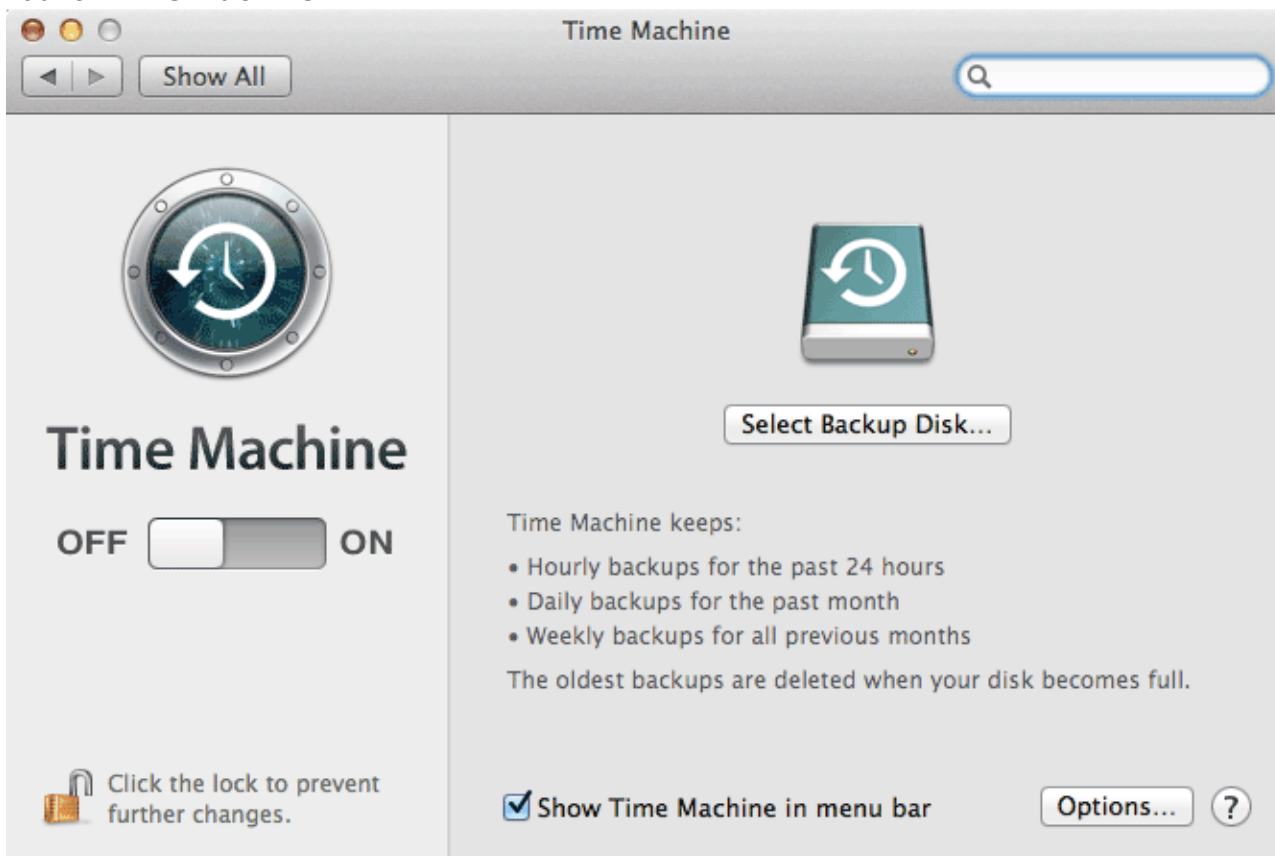 Time Machine
Show All
Time Machine
OFF ON
Select Backup Disk...
Time Machine keeps:
• Hourly backups for the past 24 hours
• Daily backups for the past month
• Weekly backups for all previous months
The oldest backups are deleted when your disk becomes full.
Click the lock to prevent
further changes.
Show Time Machine in menu bar
Options... ?